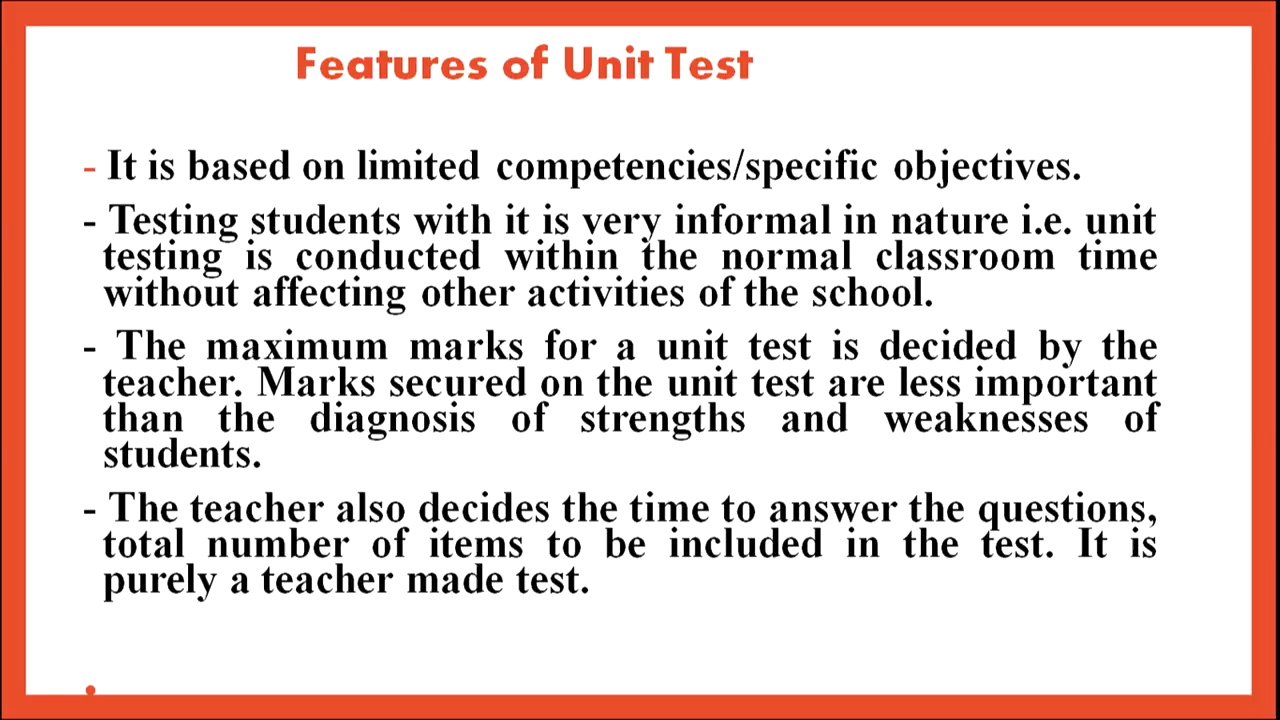 Features of Unit Test
- It is based on limited competencies/specific objectives.
- Testing students with it is very informal in nature i.e. unit
testing is conducted within the normal classroom time
without affecting other activities of the school.
- The maximum marks for a unit test is decided by the
teacher. Marks secured on the unit test are less important
than the diagnosis of strengths and weaknesses of
students.
- The teacher also decides the time to answer the questions,
total number of items to be included in the test. It is
purely a teacher made test.